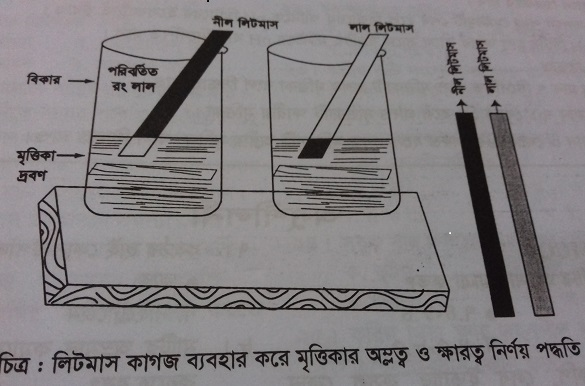 নীল লিটমাস
লাল লিটমাস
বিকার
পরিবর্তিত
রং লাল
মৃত্তিকা
দ্রবণ
নীল লিটমাস
লাল লিটমাস
চিত্র : লিটমাস কাগজ ব্যবহার করে মৃত্তিকার অম্লত্ব ও ক্ষারত্ব নির্ণয় পদ্ধতি